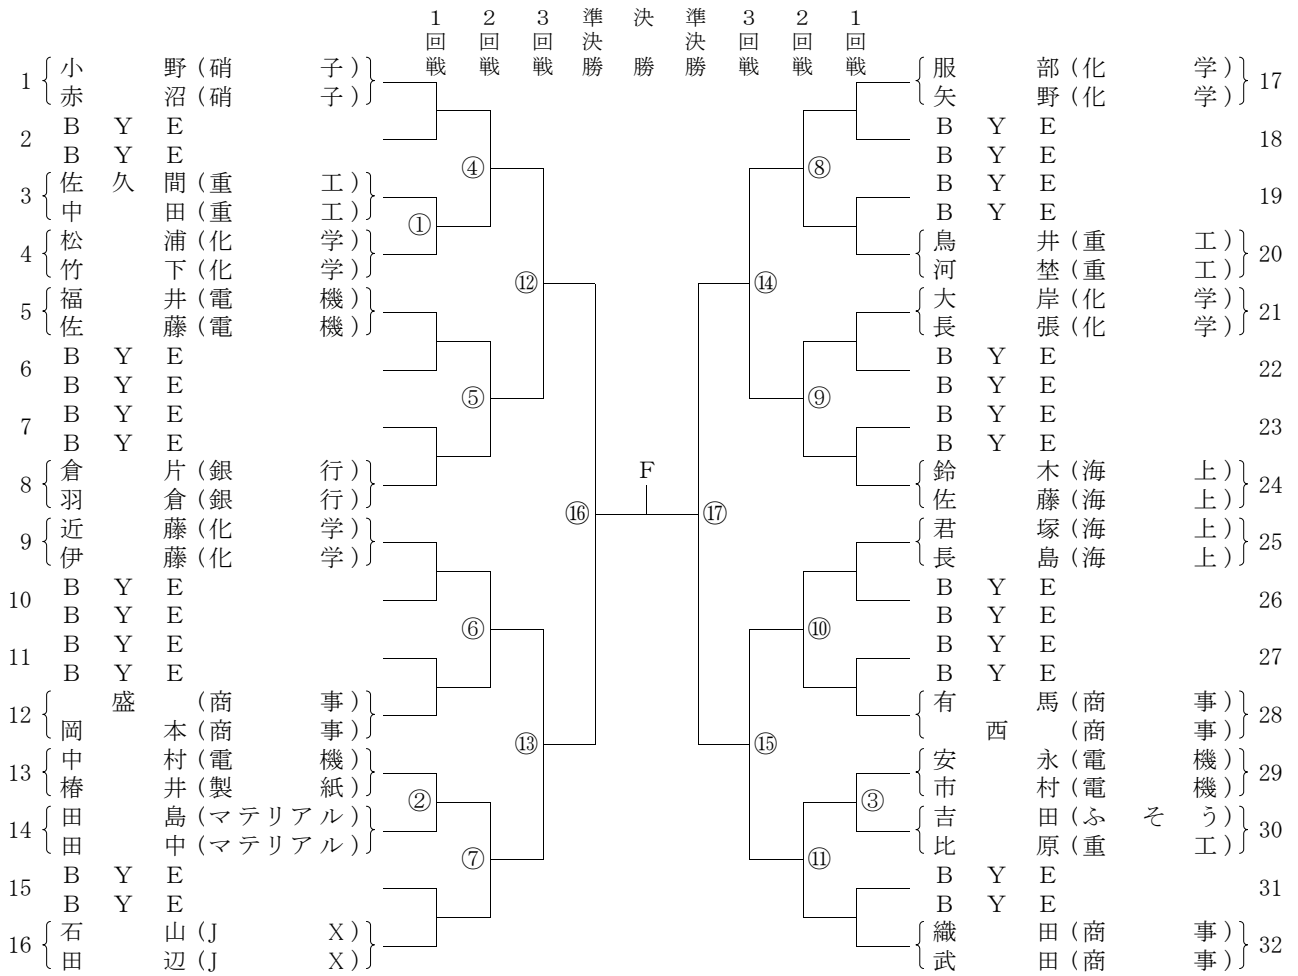 1回戦 2回戦 3回戦 準決勝 決勝 準決勝 3回戦 2回戦 1回戦
1 小野(硝子)
赤沼(硝子)
2 BYE
BYE
3 佐久間(重工)
中田(重工)
4 松浦(化学)
竹下(化学)
5 福井(電機)
佐藤(電機)
6 BYE
BYE
7 BYE
BYE
8 倉片(銀行)
羽倉(銀行)
9 近藤(化学)
伊藤(化学)
10 BYE
BYE
11 BYE
BYE
12 盛(商事)
岡本(商事)
13 中村(電機)
椿井(製紙)
14 田島(マテリアル)
田中(マテリアル)
15 BYE
BYE
16 石山(JX)
田辺(JX)
① ② ④ ⑤ ⑥ ⑦ ⑫ ⑬ ⑯
F
⑰ ⑭ ⑮ ⑧ ⑨ ⑩ ⑪ ③
服部(化学) 17
矢野(化学)
BYE 18
BYE
BYE 19
BYE
鳥井(重工) 20
河埜(重工)
大岸(化学) 21
長張(化学)
BYE 22
BYE
BYE 23
BYE
鈴木(海上) 24
佐藤(海上)
君塚(海上) 25
長島(海上)
BYE 26
BYE
BYE 27
BYE
有馬(商事) 28
西(商事)
安永(電機) 29
市村(電機)
吉田(ふそう) 30
比原(重工)
BYE 31
BYE
織田(商事) 32
武田(商事)